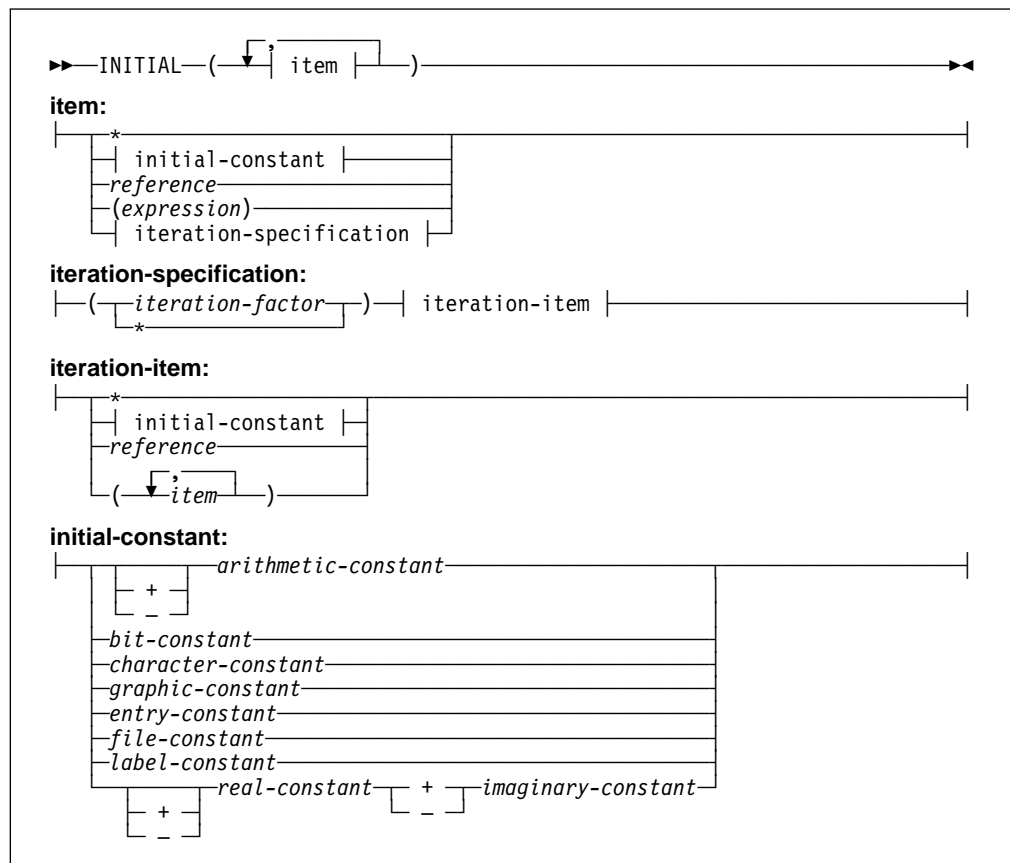 ,
INITIAL ( item )
item:
*
initial-constant
reference
(expression)
iteration-specification
iteration-specification:
( iteration-factor ) iteration-item
*
iteration-item:
*
initial-constant
reference
,
( item )
initial-constant:
arithmetic-constant
+
–
bit-constant
character-constant
graphic-constant
entry-constant
file-constant
label-constant
real-constant + imaginary-constant
+ –
–